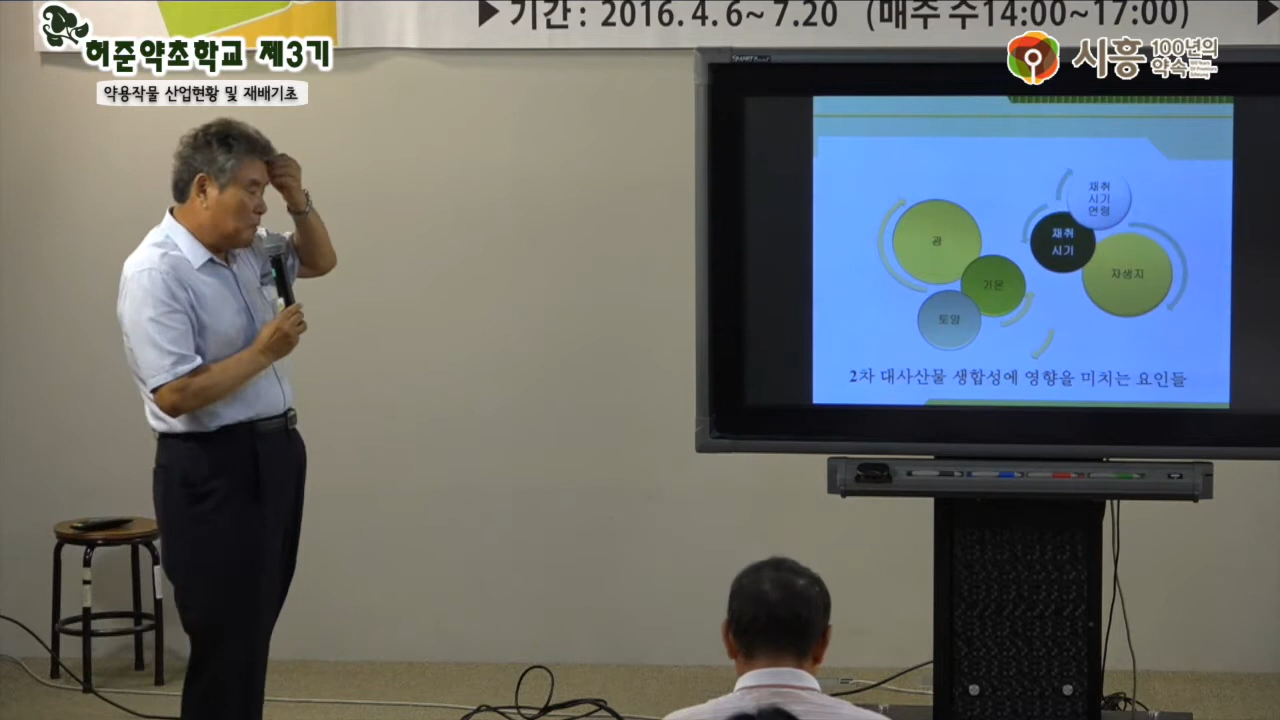 ▶기간 : 2016. 4. 6~ 7.20 (매주 수14:00~17:00) ▶
허준약초학교 제3기
약용작물 산업현황 및 재배기초
시흥 100년의 약속
채취
시기
연령
채취
시기
광
기온
토양
자생지
2차 대사산물 생합성에 영향을 미치는 요인들